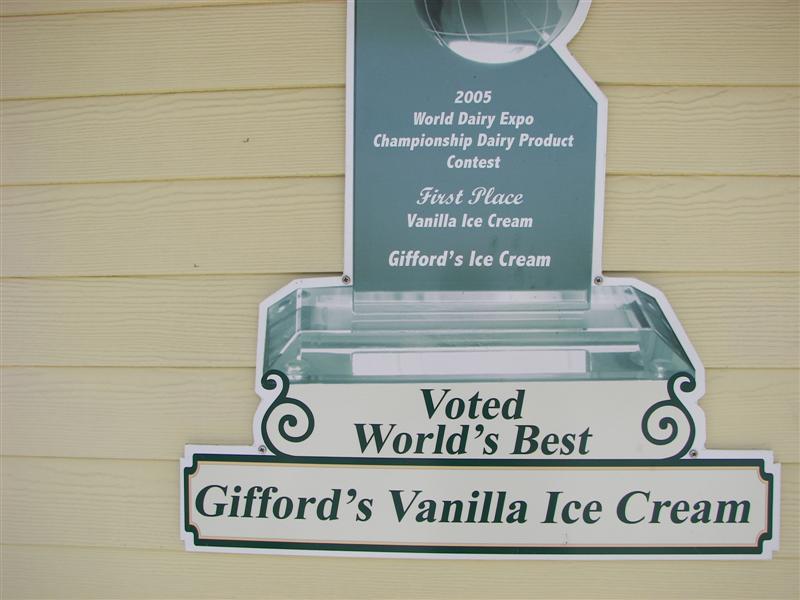 2005
World Dairy Expo
Championship Dairy Product
Contest
First Place
Vanilla Ice Cream
Gifford's Ice Cream
Voted
World's Best
Gifford's Vanilla Ice Cream